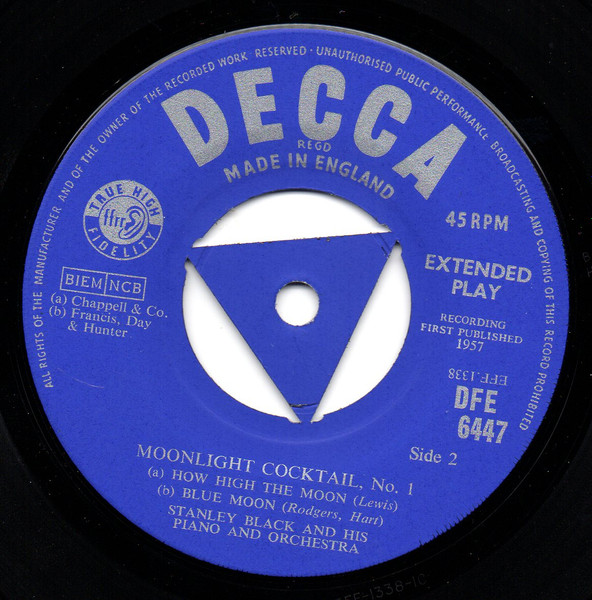 ALL RIGHTS OF THE MANUFACTURER AND OF THE OWNER OF THE RECORDED WORK RESERVED · UNAUTHORISED PUBLIC PERFORMANCE BROADCASTING AND COPYING OF THIS RECORD PROHIBITED
DECCA
REGD
MADE IN ENGLAND
TRUE HIGH
ffrr
FIDELITY
45 RPM
EXTENDED
PLAY
BIEM NCB
(a) Chappell & Co.
(b) Francis, Day
& Hunter
RECORDING
FIRST PUBLISHED
1957
EFF.1338
DFE
6447
Side 2
MOONLIGHT COCKTAIL, No. 1
(a) HOW HIGH THE MOON (Lewis)
(b) BLUE MOON (Rodgers, Hart)
STANLEY BLACK AND HIS
PIANO AND ORCHESTRA